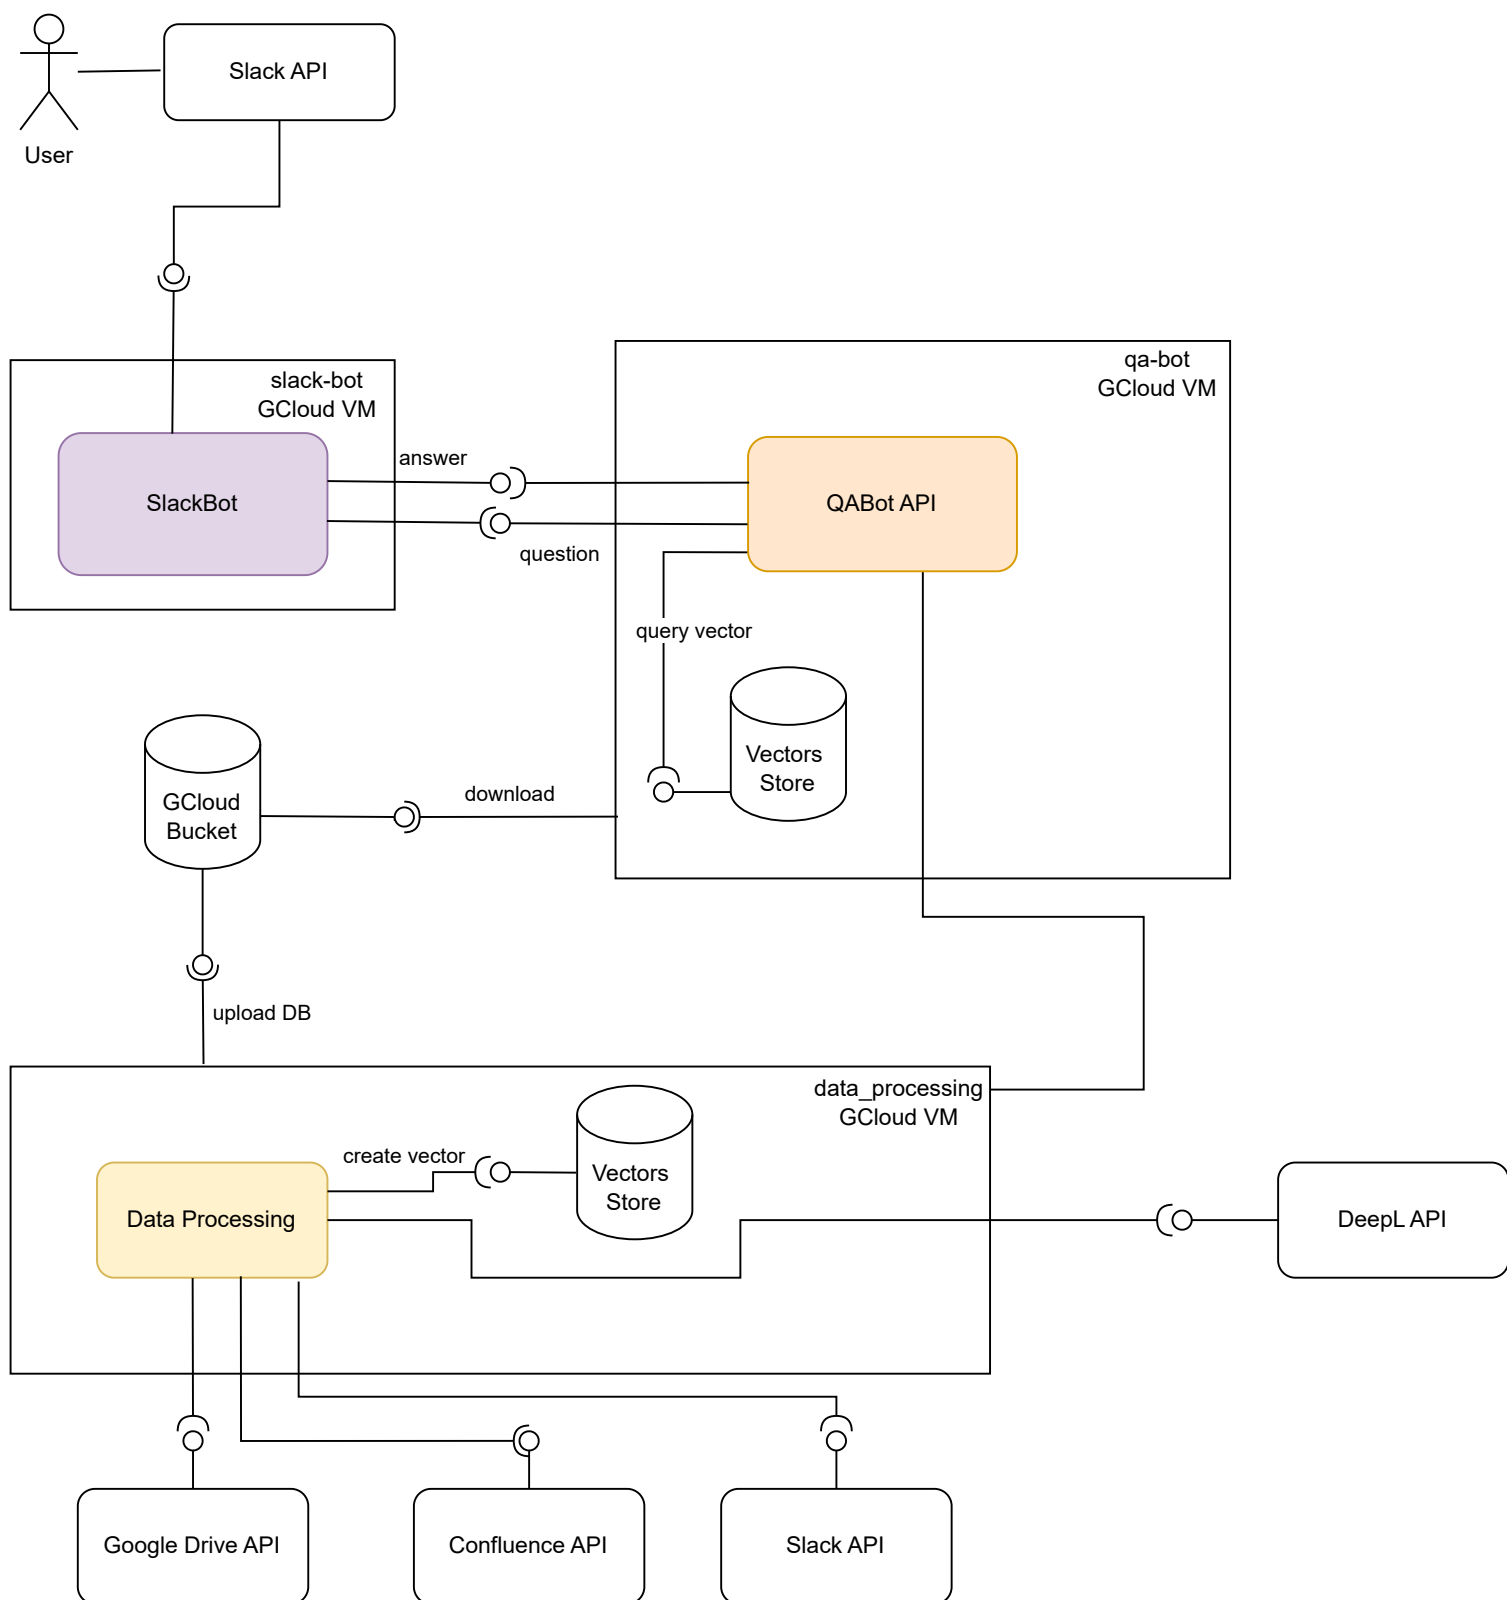 Slack API
User
slack-bot
GCloud VM
SlackBot
answer
question
qa-bot
GCloud VM
QABot API
query vector
Vectors
Store
GCloud
Bucket
download
upload DB
data_processing
GCloud VM
create vector
Vectors
Store
Data Processing
DeepL API
Google Drive API
Confluence API
Slack API